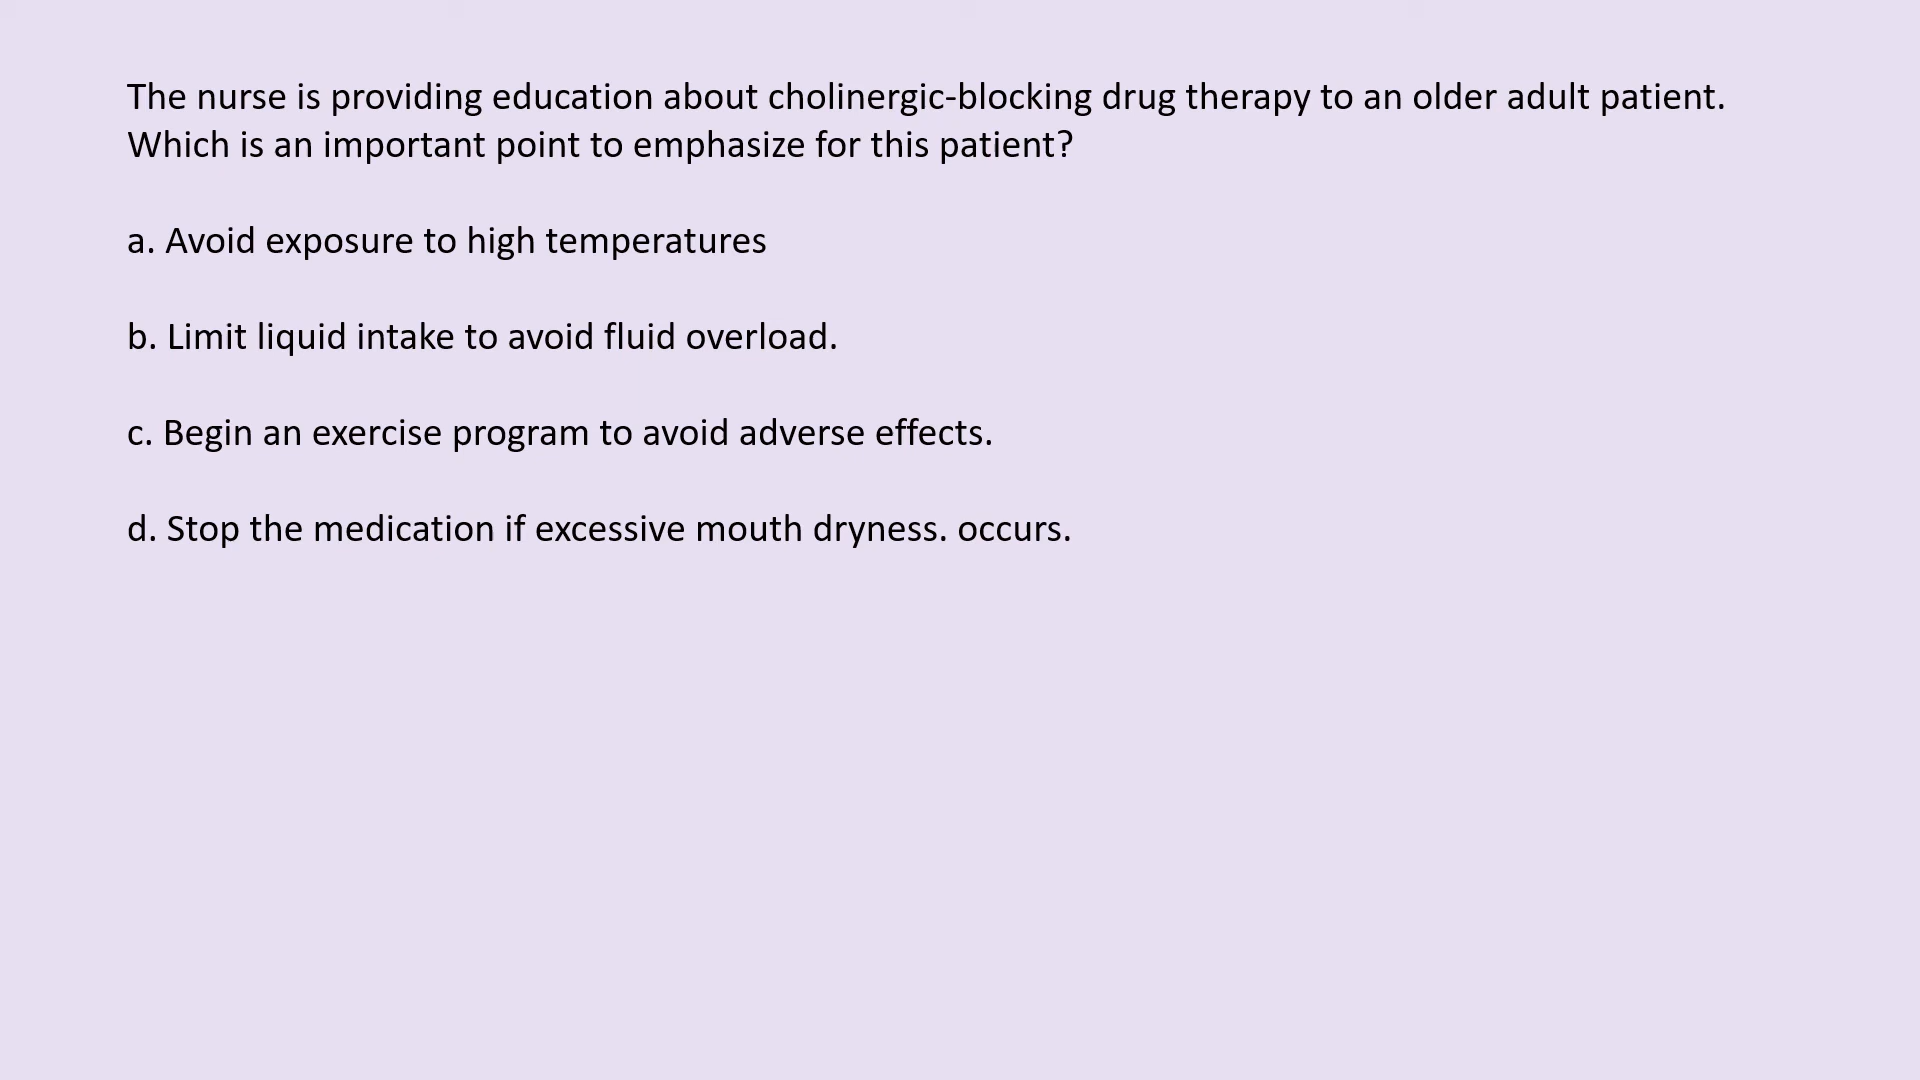 The nurse is providing education about cholinergic-blocking drug therapy to an older adult patient.
Which is an important point to emphasize for this patient?
a. Avoid exposure to high temperatures
b. Limit liquid intake to avoid fluid overload.
c. Begin an exercise program to avoid adverse effects.
d. Stop the medication if excessive mouth dryness. occurs.